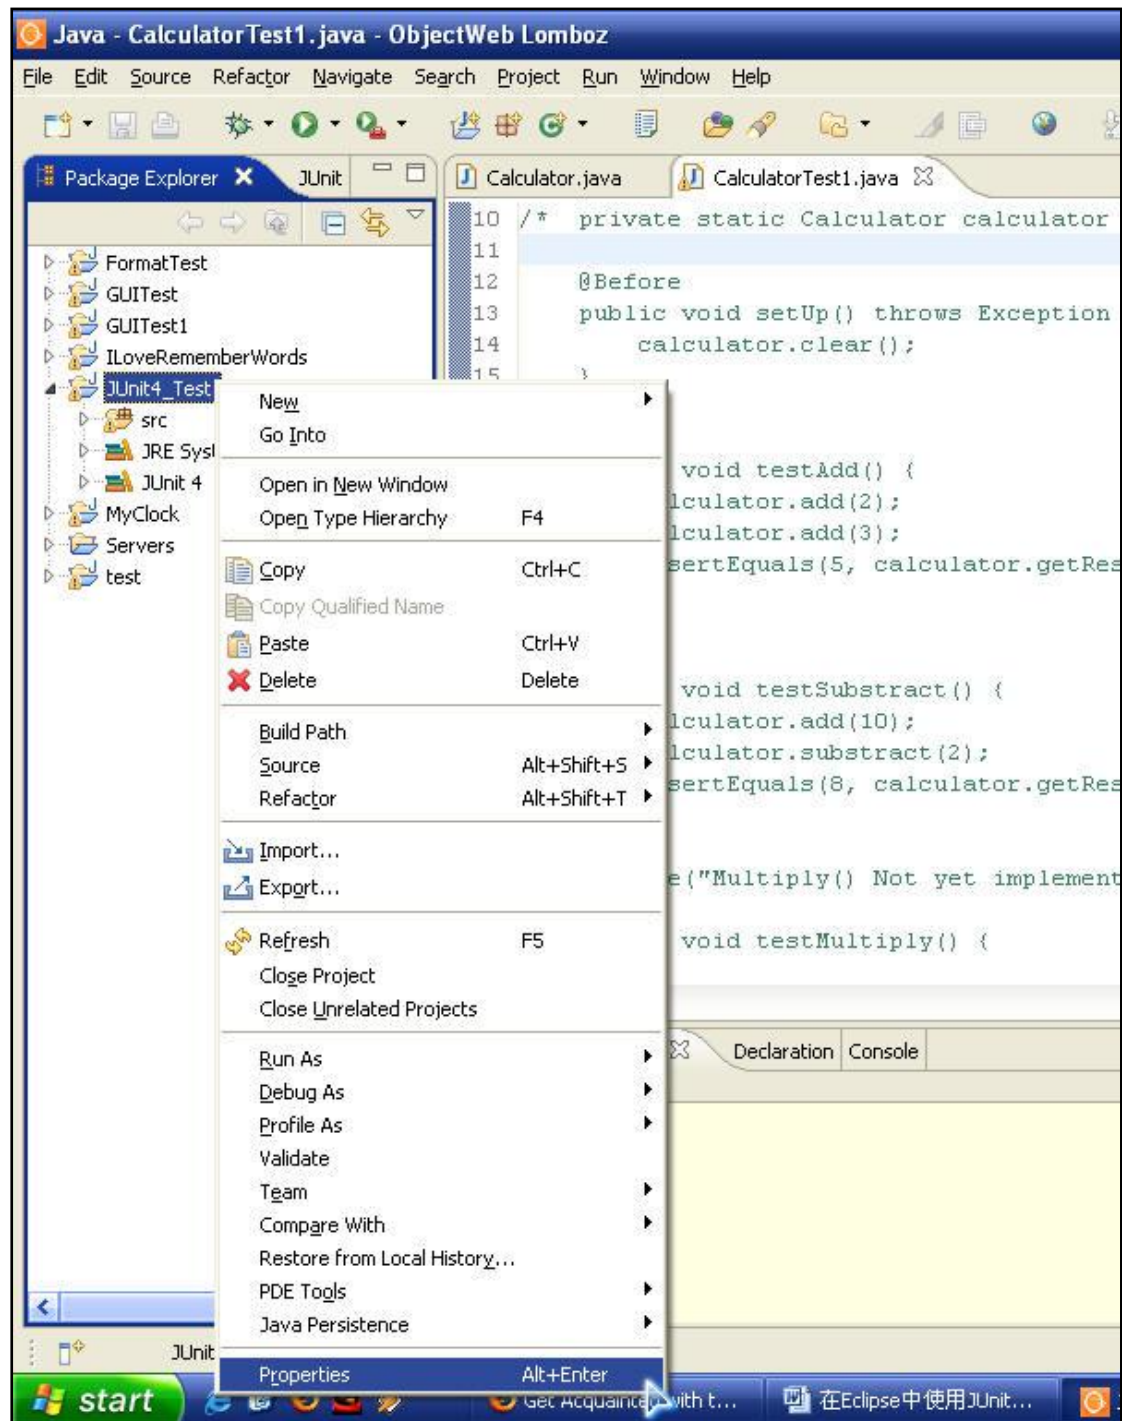 Java - CalculatorTest1.java - ObjectWeb Lomboz
File Edit Source Refactor Navigate Search Project Run Window Help
Package Explorer JUnit
Calculator.java CalculatorTest1.java
FormatTest
GUITest
GUITest1
ILoveRememberWords
JUnit4_Test
src
JRE Syst
JUnit 4
MyClock
Servers
test
10 /* private static Calculator calculator
11
12 @Before
13 public void setUp() throws Exception
14 calculator.clear();
15 }
void testAdd() {
lculator.add(2);
lculator.add(3);
sertEquals(5, calculator.getRes
void testSubstract() {
lculator.add(10);
lculator.substract(2);
sertEquals(8, calculator.getRes
e("Multiply() Not yet implement
void testMultiply() {
New
Go Into
Open in New Window
Open Type Hierarchy F4
Copy Ctrl+C
Copy Qualified Name
Paste Ctrl+V
Delete Delete
Build Path
Source Alt+Shift+S
Refactor Alt+Shift+T
Import...
Export...
Refresh F5
Close Project
Close Unrelated Projects
Run As
Debug As
Profile As
Validate
Team
Compare With
Restore from Local History...
PDE Tools
Java Persistence
Properties Alt+Enter
Declaration Console
JUnit
start
Get Acquainted with t...
在Eclipse中使用JUnit...